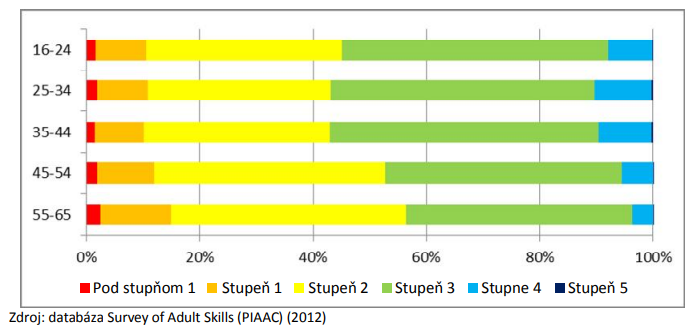 16-24
25-34
35-44
45-54
55-65
0% 20% 40% 60% 80% 100%
Pod stupňom 1 Stupeň 1 Stupeň 2 Stupeň 3 Stupne 4 Stupeň 5
Zdroj: databáza Survey of Adult Skills (PIAAC) (2012)